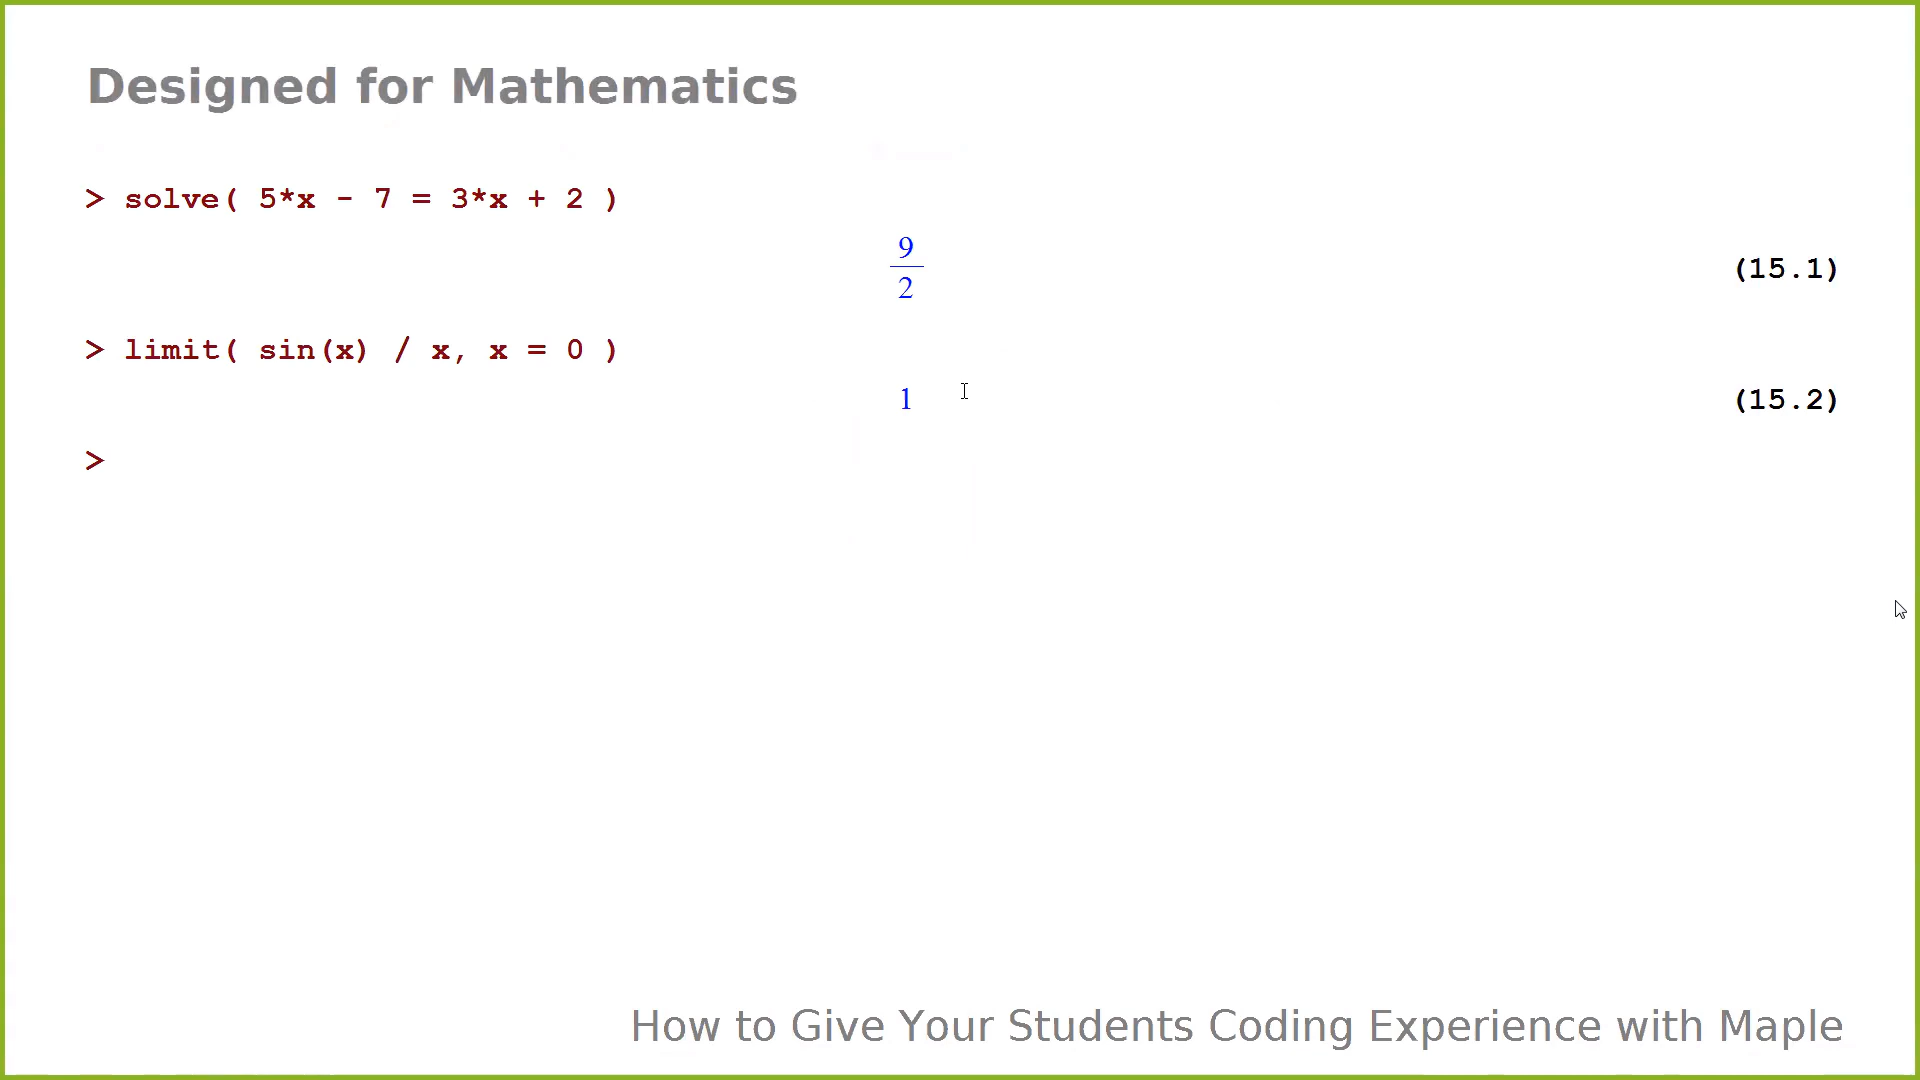 Designed for Mathematics
> solve( 5*x - 7 = 3*x + 2 )
9
2
(15.1)
> limit( sin(x) / x, x = 0 )
1 (15.2)
>
How to Give Your Students Coding Experience with Maple